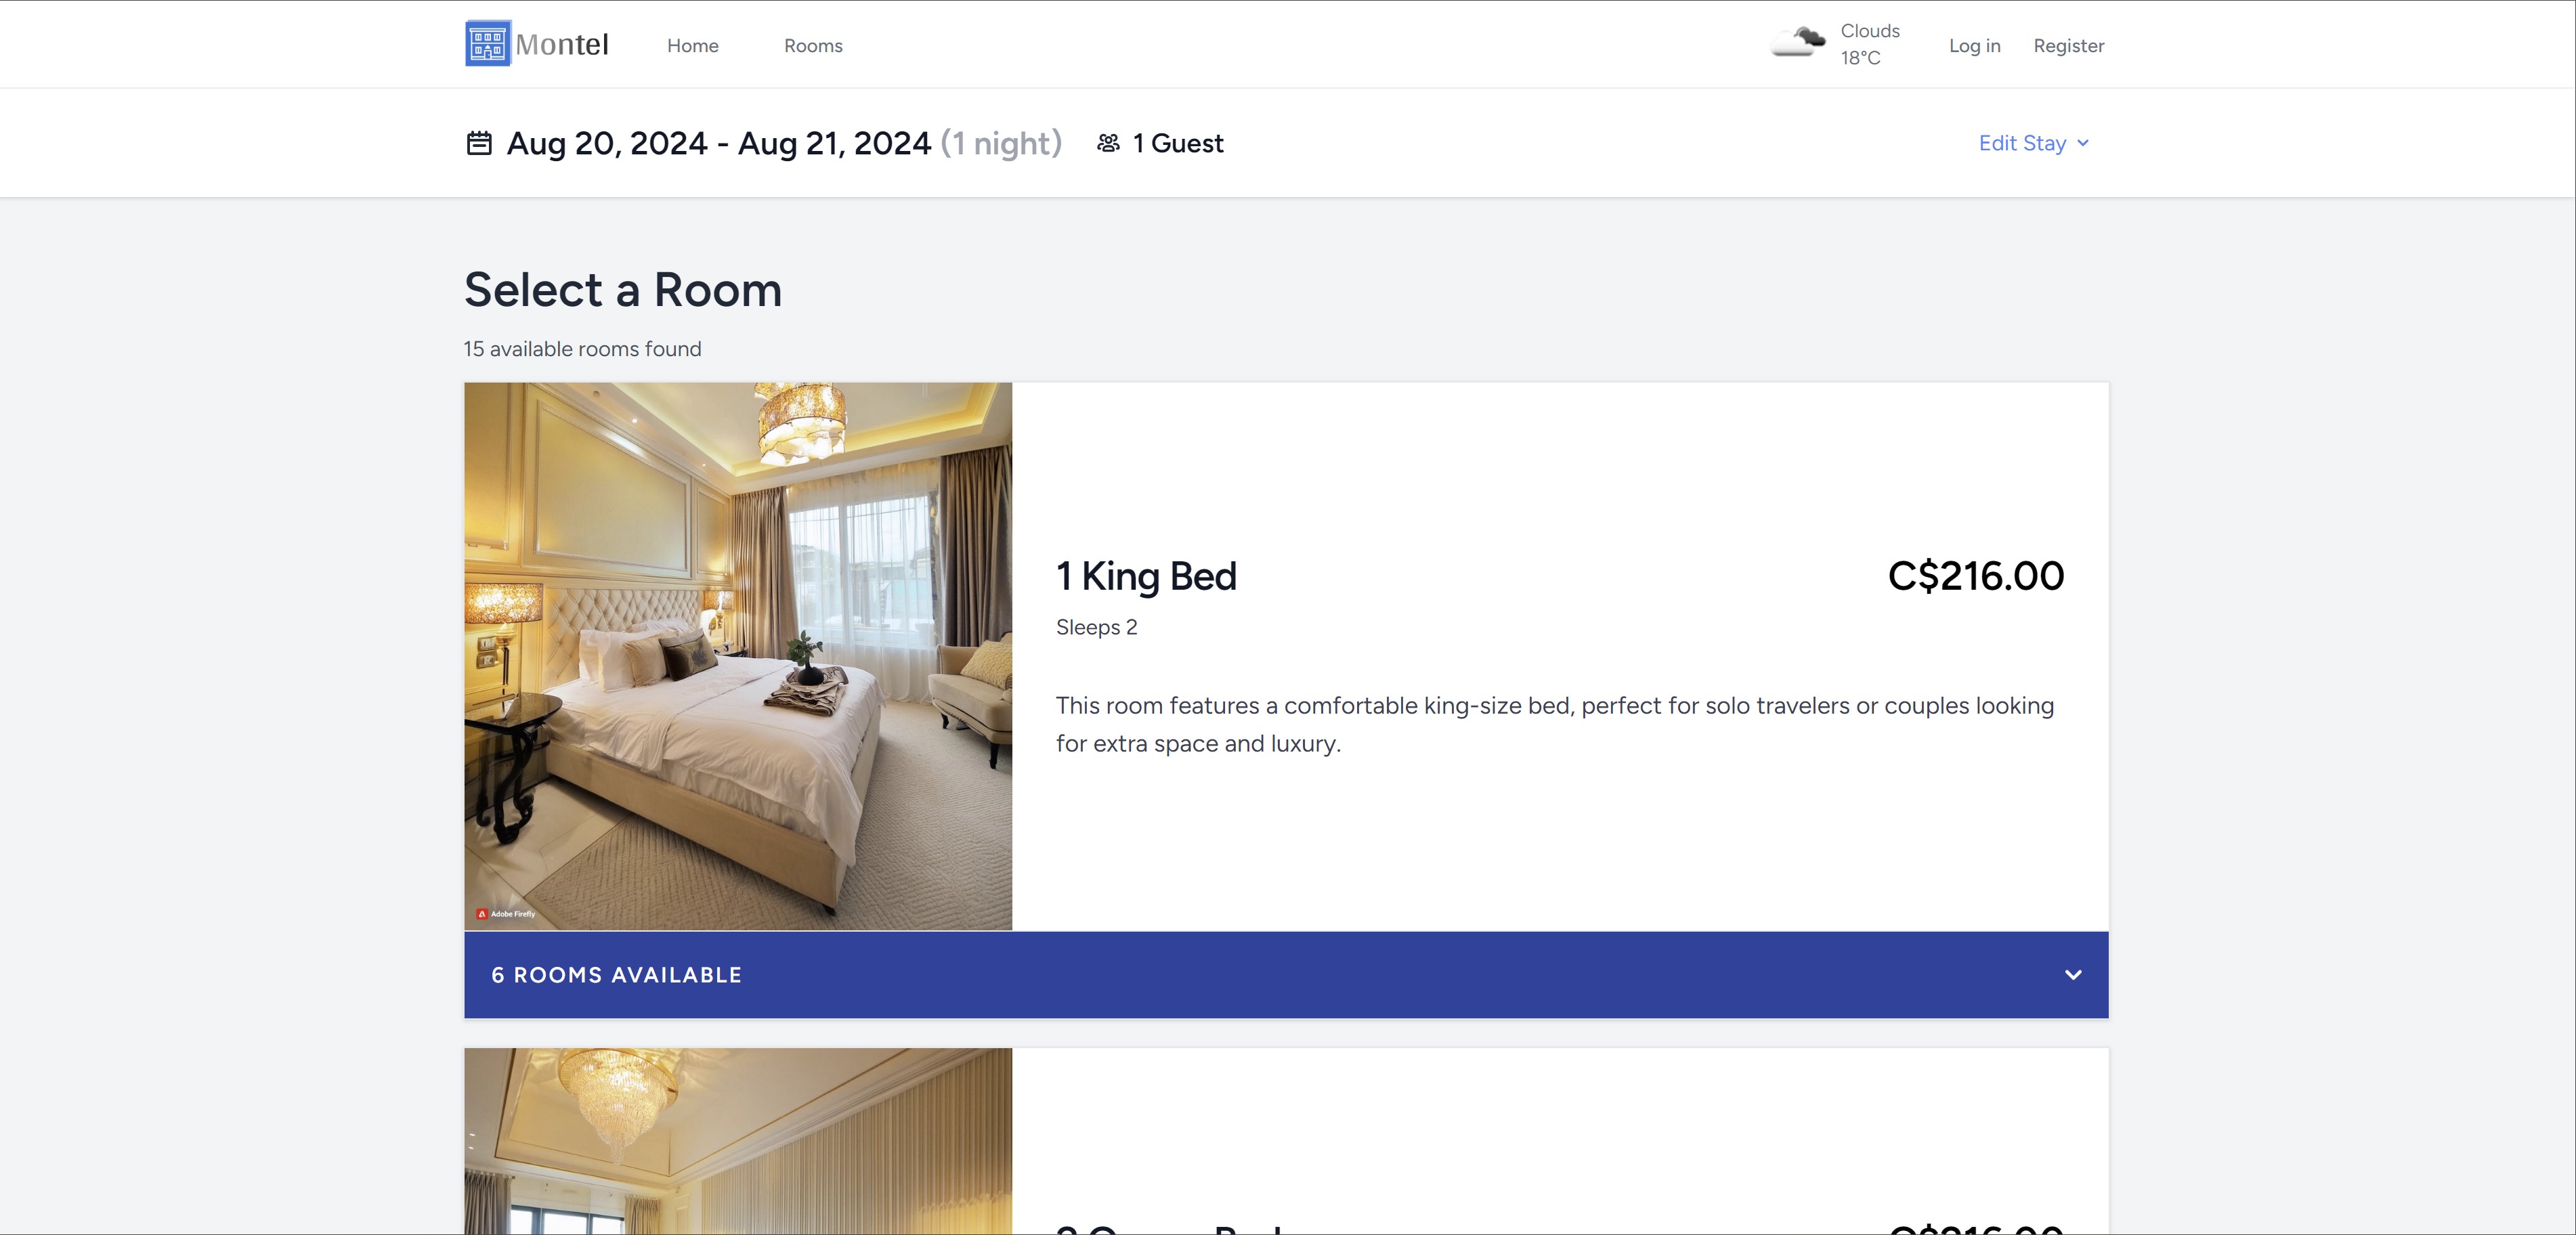 Montel
Home
Rooms
Clouds
18°C
Log in
Register
Aug 20, 2024 - Aug 21, 2024 (1 night)
1 Guest
Edit Stay
Select a Room
15 available rooms found
1 King Bed
C$216.00
Sleeps 2
This room features a comfortable king-size bed, perfect for solo travelers or couples looking
for extra space and luxury.
Adobe Firefly
6 ROOMS AVAILABLE